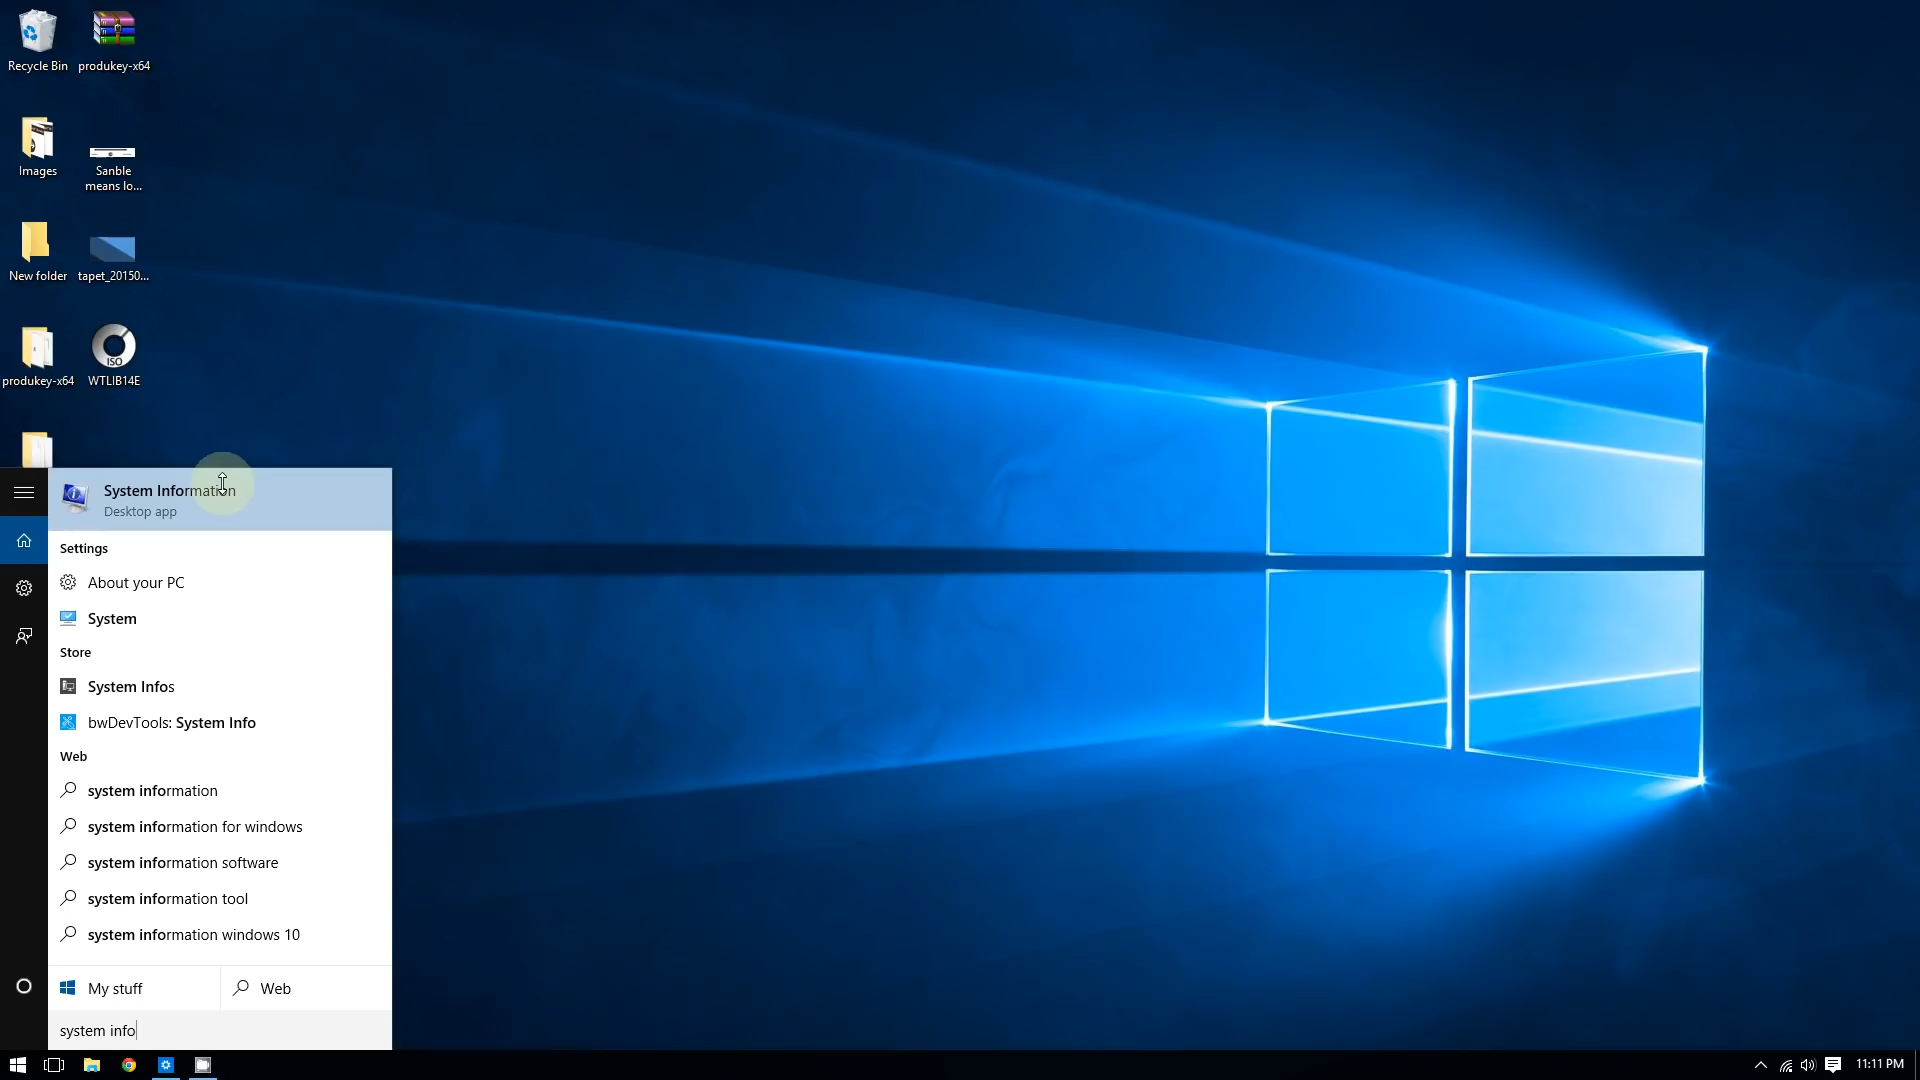 Recycle Bin
produkey-x64
Images
Sanble
means lo...
New folder
tapet_20150...
produkey-x64
ISO
WTLIB14E
System Information
Desktop app
Settings
About your PC
System
Store
System Infos
bwDevTools: System Info
Web
system information
system information for windows
system information software
system information tool
system information windows 10
My stuff
Web
system info
11:11 PM